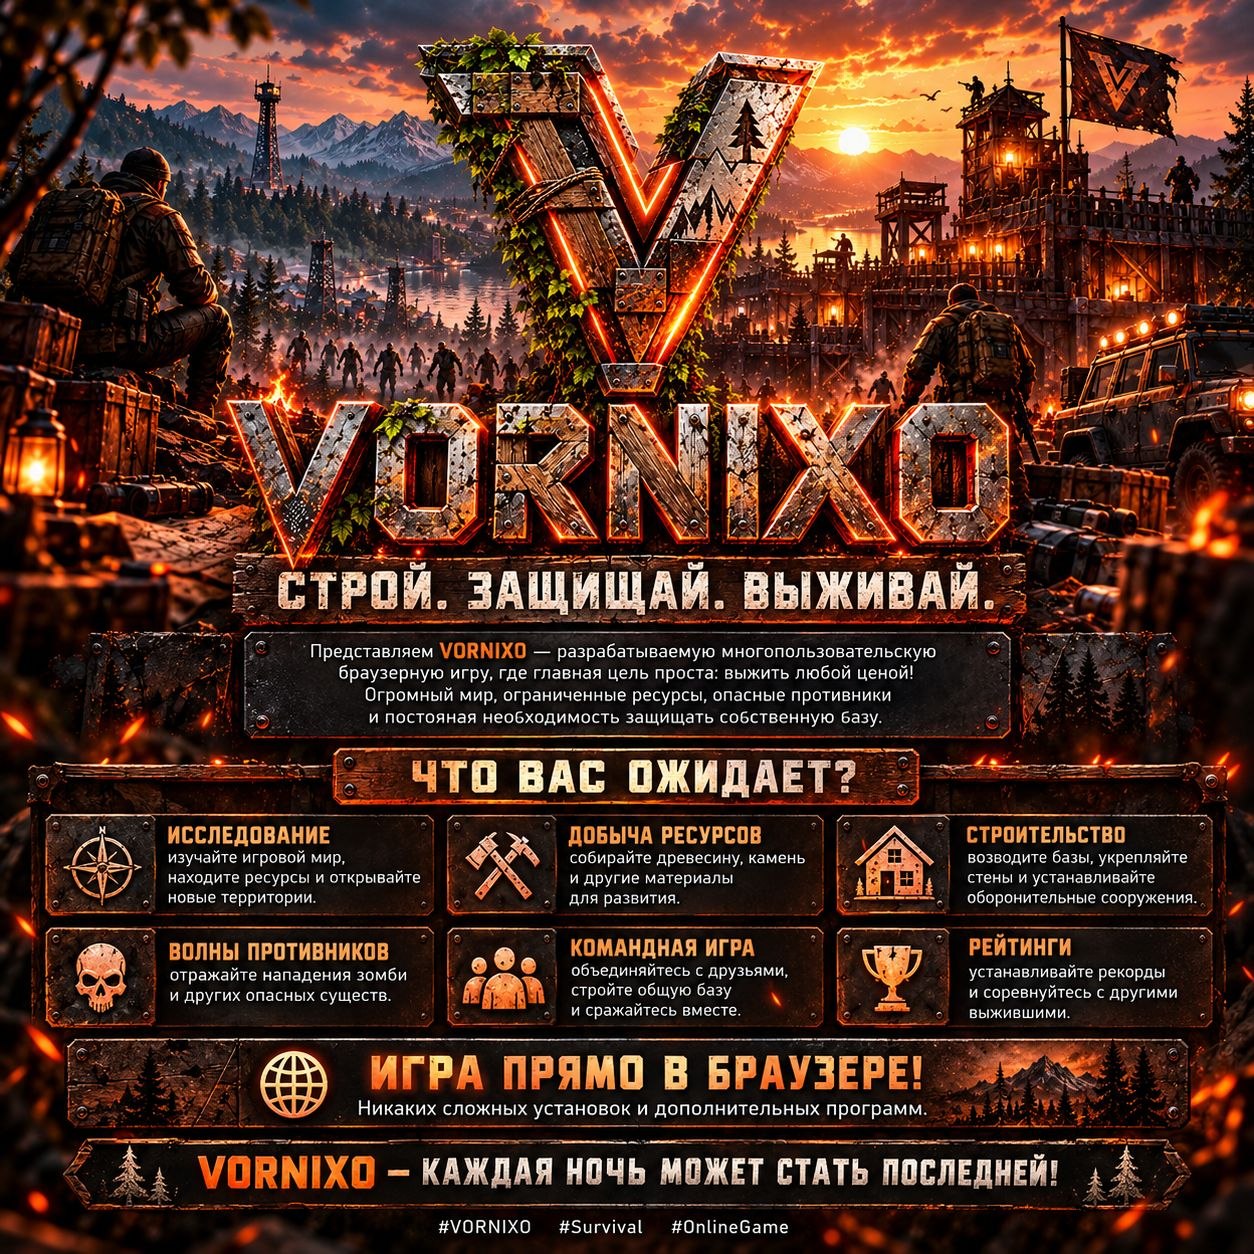 VORNIXO
СТРОЙ. ЗАЩИЩАЙ. ВЫЖИВАЙ.
Представляем VORNIXO — разрабатываемую многопользовательскую
браузерную игру, где главная цель проста: выжить любой ценой!
Огромный мир, ограниченные ресурсы, опасные противники
и постояная необходимость защищать собственную базу.
ЧТО ВАС ОЖИДАЕТ?
N
ИССЛЕДОВАНИЕ
изучайте игровой мир,
находите ресурсы и открывайте
новые территории.
ДОБЫЧА РЕСУРСОВ
собирайте древесину, камень
и другие материалы
для развития.
СТРОИТЕЛЬСТВО
возводите базы, укрепляйте
стены и устанавливайте
оборонительные сооружения.
ВОЛНЫ ПРОТИВНИКОВ
отражайте нападения зомби
и других опасных существ.
КОМАНДНАЯ ИГРА
объединяйтесь с друзьями,
стройте общую базу
и сражайтесь вместе.
РЕЙТИНГИ
устанавливайте рекорды
и соревнуйтесь с другими
выжившими.
ИГРА ПРЯМО В БРАУЗЕРЕ!
Никаких сложных установок и дополнительных программ.
VORNIXO – КАЖДАЯ НОЧЬ МОЖЕТ СТАТЬ ПОСЛЕДНЕЙ!
#VORNIXO #Survival #OnlineGame